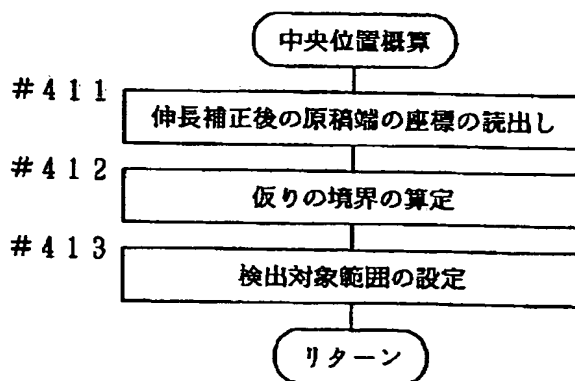 中央位置概算
#411
伸長補正後の原稿端の座標の読出し
#412
仮りの境界の算定
#413
検出対象範囲の設定
リターン